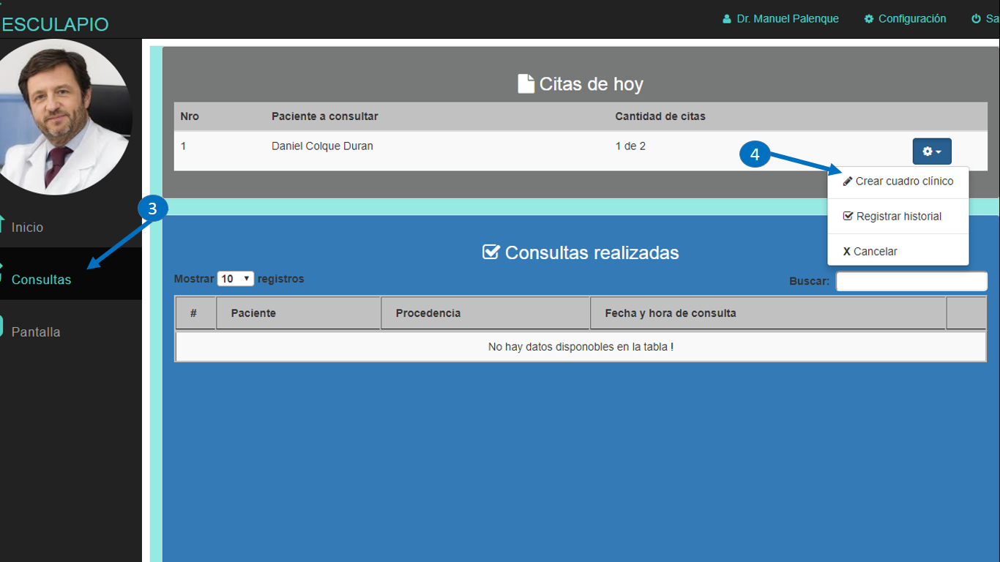 ESCULAPIO
Dr. Manuel Palenque Configuración Sa
Citas de hoy
Nro Paciente a consultar Cantidad de citas
1 Daniel Colque Duran 1 de 2
4
Crear cuadro clínico
Registrar historial
X Cancelar
3
Inicio
Consultas
Pantalla
Consultas realizadas
Mostrar 10 registros Buscar:
# Paciente Procedencia Fecha y hora de consulta
No hay datos disponobles en la tabla !